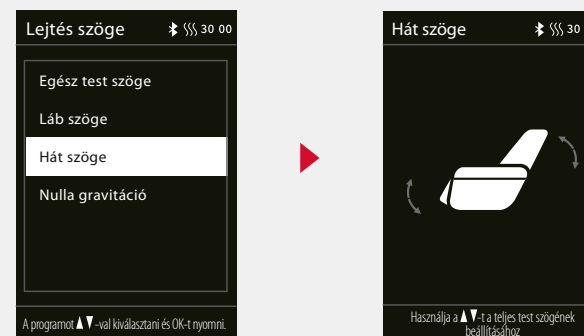 Lejtés szöge 30 00
Egész test szöge
Láb szöge
Hát szöge
Nulla gravitáció
A programot ▲▼-val kiválasztani és OK-t nyomni.
Hát szöge 30
Használja a ▲▼-t a teljes test szögének
beállításához